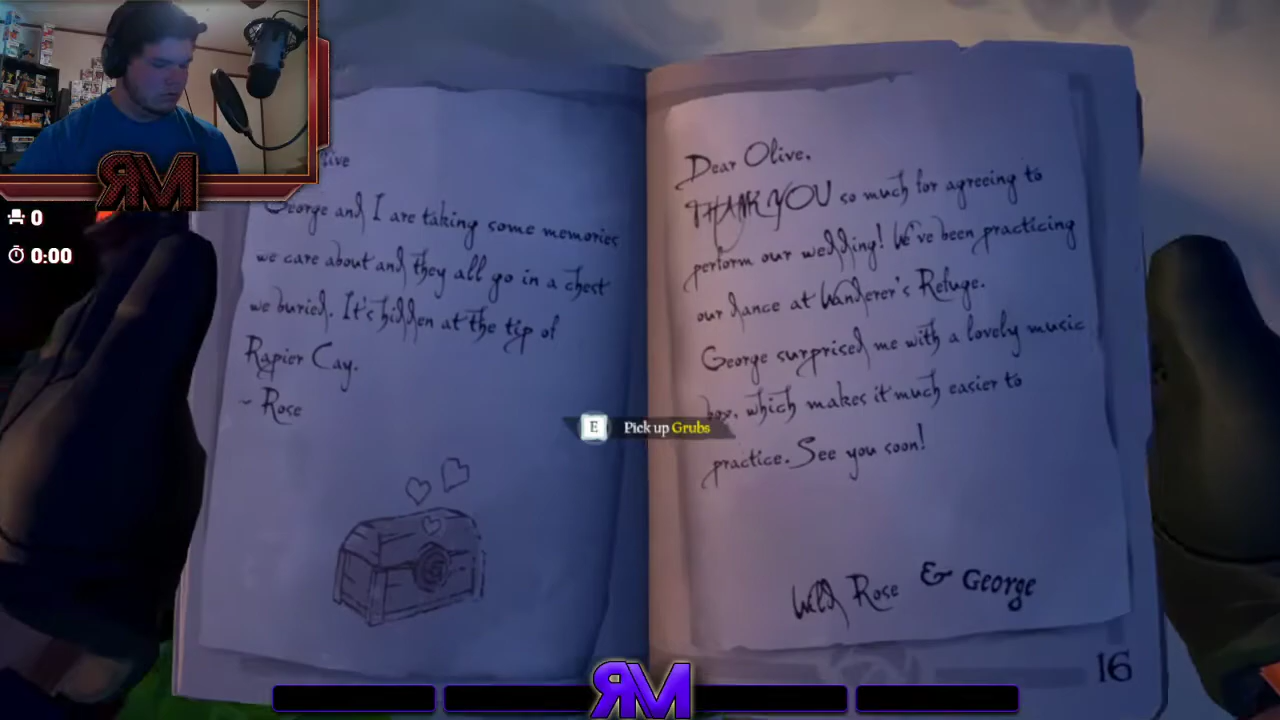 RM
0
0:00
live
George and I are taking some memories
we care about and they all go in a chest
we buried. It's hidden at the tip of
Rapier Cay.
~ Rose
Dear Olive,
THANK YOU so much for agreeing to
perform our wedding! We've been practicing
our dance at Wanderer's Refuge.
George surprised me with a lovely music
box, which makes it much easier to
practice. See you soon!
Wild Rose & George
E Pick up Grubs
16
RM